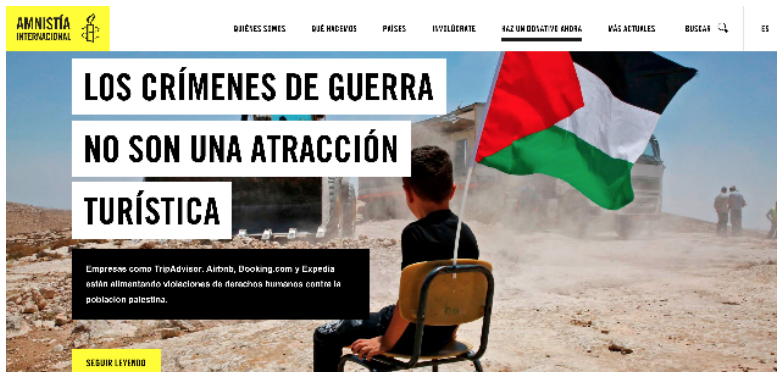 AMNISTÍA
INTERNACIONAL
QUIÉNES SOMOS
QUÉ HACEMOS
PAÍSES
INVOLÚCRATE
HAZ UN DONATIVO AHORA
MÁS ACTUALES
BUSCAR
ES
LOS CRÍMENES DE GUERRA
NO SON UNA ATRACCIÓN
TURÍSTICA
Empresas como TripAdvisor, Airbnb, Booking.com y Expedia
están alimentando violaciones de derechos humanos contra la
población palestina.
SEGUIR LEYENDO